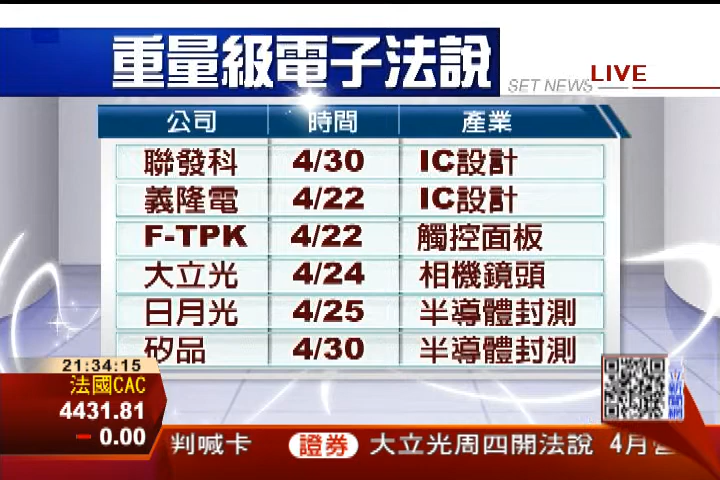 重量級電子法說
SET NEWS LIVE
公司 時間 產業
聯發科 4/30 IC設計
義隆電 4/22 IC設計
F-TPK 4/22 觸控面板
大立光 4/24 相機鏡頭
日月光 4/25 半導體封測
矽品 4/30 半導體封測
21:34:15
法國CAC
4431.81
− 0.00
判喊卡 證券 大立光周四開法說 4月營